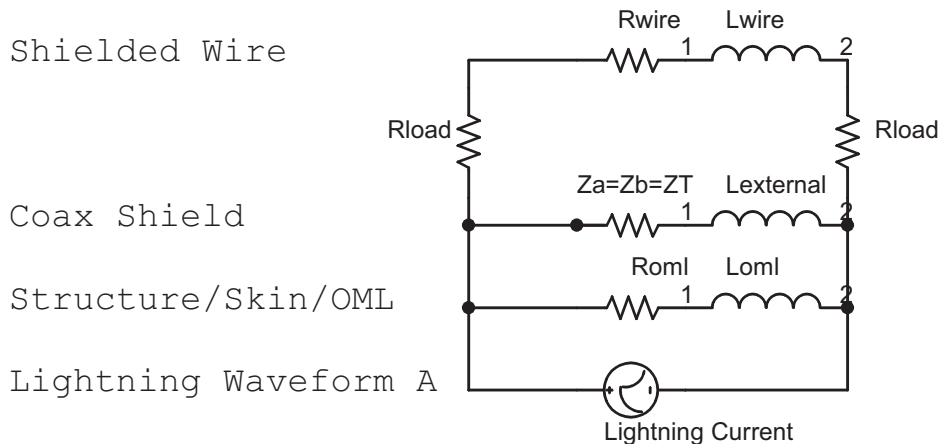 Rwire Lwire
Shielded Wire
1 2
Rload Rload
Za=Zb=ZT Lexternal
Coax Shield
1 2
Roml Loml
Structure/Skin/OML
1 2
Lightning Waveform A
+ -
Lightning Current